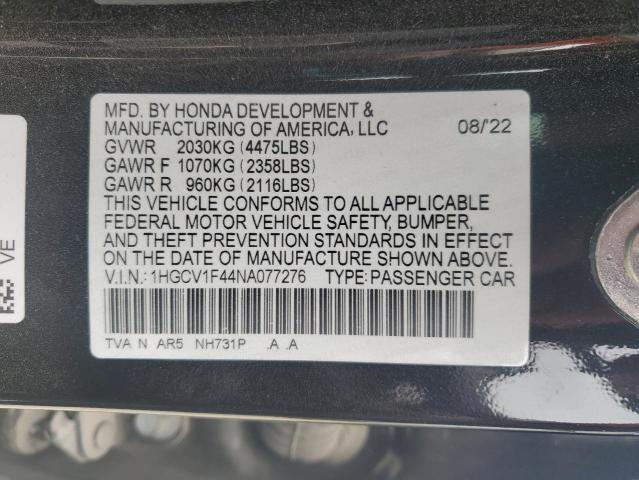 MFD. BY HONDA DEVELOPMENT &
MANUFACTURING OF AMERICA, LLC 08/'22
GVWR 2030KG (4475LBS)
GAWR F 1070KG (2358LBS)
GAWR R 960KG (2116LBS)
THIS VEHICLE CONFORMS TO ALL APPLICABLE
FEDERAL MOTOR VEHICLE SAFETY, BUMPER,
AND THEFT PREVENTION STANDARDS IN EFFECT
ON THE DATE OF MANUFACTURE SHOWN ABOVE.
V.I.N.: 1HGCV1F44NA077276 TYPE: PASSENGER CAR
TVA N AR5 NH731P .A .A
VE